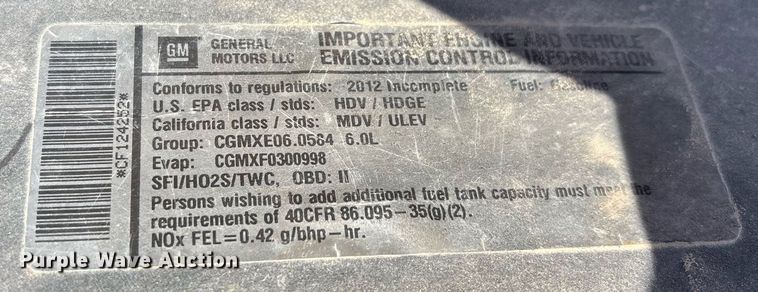 GM GENERAL MOTORS LLC
IMPORTANT ENGINE AND VEHICLE
EMISSION CONTROL INFORMATION
Conforms to regulations: 2012 Incomplete Fuel: Gasoline
U.S. EPA class / stds: HDV / HDGE
California class / stds: MDV / ULEV
Group: CGMXE06.0584 6.0L
Evap: CGMXF0300998
SFI/HO2S/TWC, OBD: II
Persons wishing to add additional fuel tank capacity must meet the
requirements of 40CFR 86.095-35(g)(2).
NOx FEL=0.42 g/bhp-hr.
*CF124252*
Purple Wave Auction